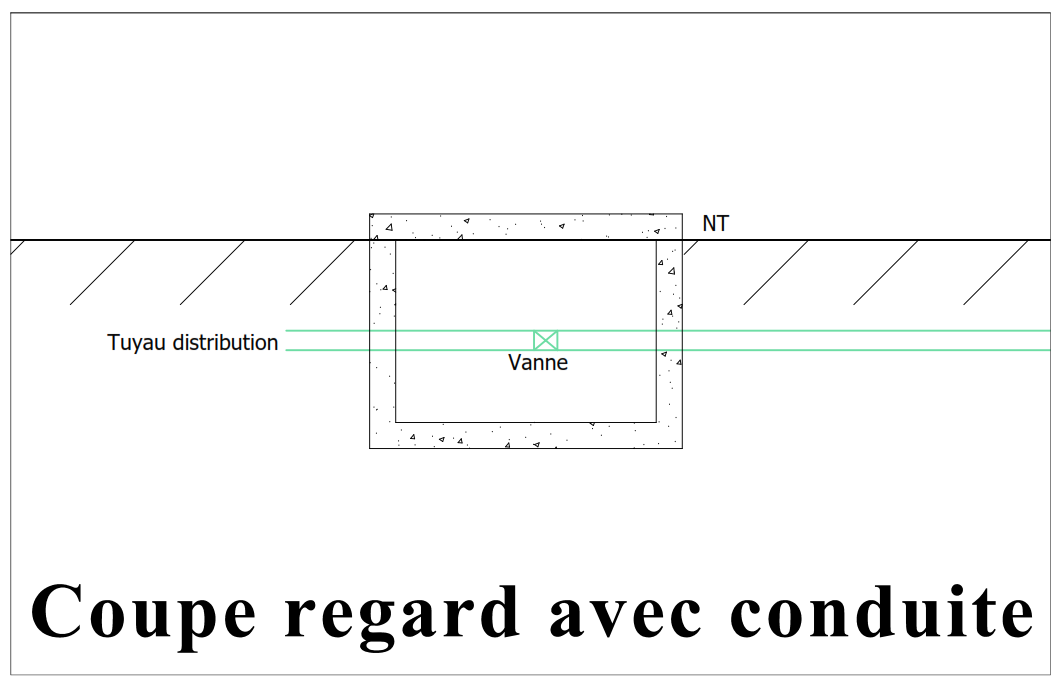 NT
Tuyau distribution
Vanne
Coupe regard avec conduite